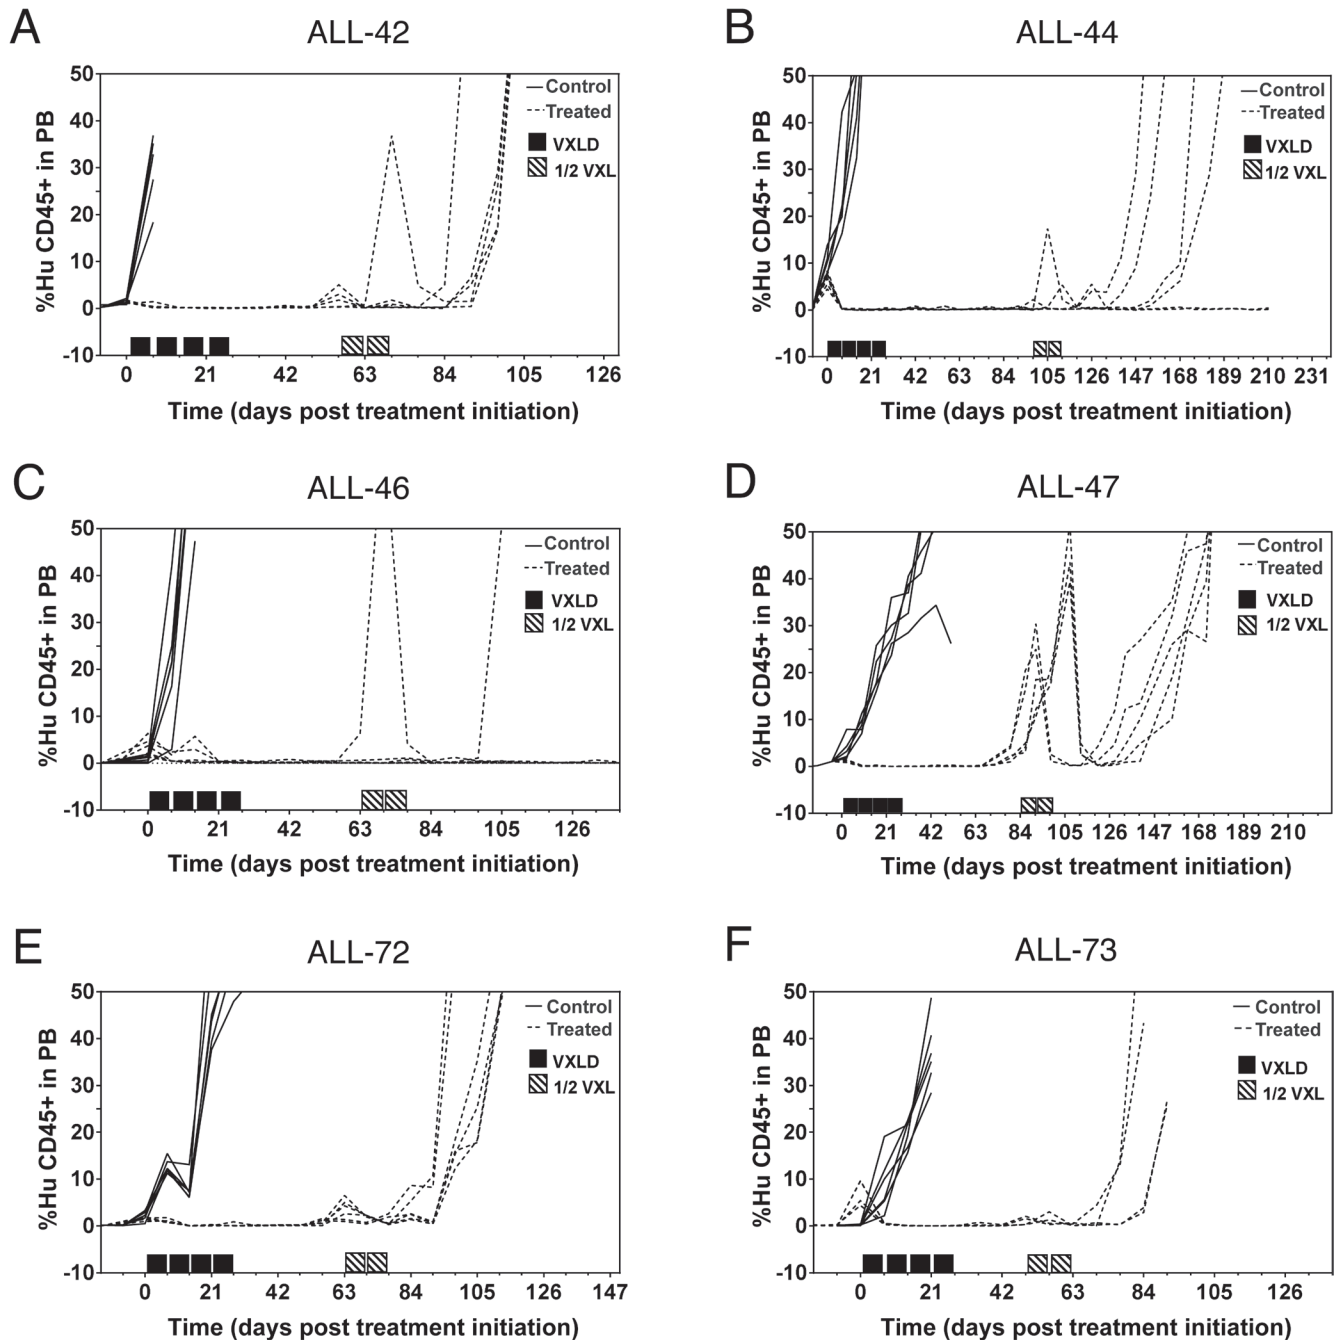 A
ALL-42
%Hu CD45+ in PB
50
40
30
20
10
0
-10
Control
Treated
VXLD
1/2 VXL
0 21 42 63 84 105 126
Time (days post treatment initiation)
B
ALL-44
%Hu CD45+ in PB
50
40
30
20
10
0
-10
Control
Treated
VXLD
1/2 VXL
0 21 42 63 84 105 126 147 168 189 210 231
Time (days post treatment initiation)
C
ALL-46
%Hu CD45+ in PB
50
40
30
20
10
0
-10
Control
Treated
VXLD
1/2 VXL
0 21 42 63 84 105 126
Time (days post treatment initiation)
D
ALL-47
%Hu CD45+ in PB
50
40
30
20
10
0
-10
Control
Treated
VXLD
1/2 VXL
0 21 42 63 84 105 126 147 168 189 210
Time (days post treatment initiation)
E
ALL-72
%Hu CD45+ in PB
50
40
30
20
10
0
-10
Control
Treated
VXLD
1/2 VXL
0 21 42 63 84 105 126 147
Time (days post treatment initiation)
F
ALL-73
%Hu CD45+ in PB
50
40
30
20
10
0
-10
Control
Treated
VXLD
1/2 VXL
0 21 42 63 84 105 126
Time (days post treatment initiation)